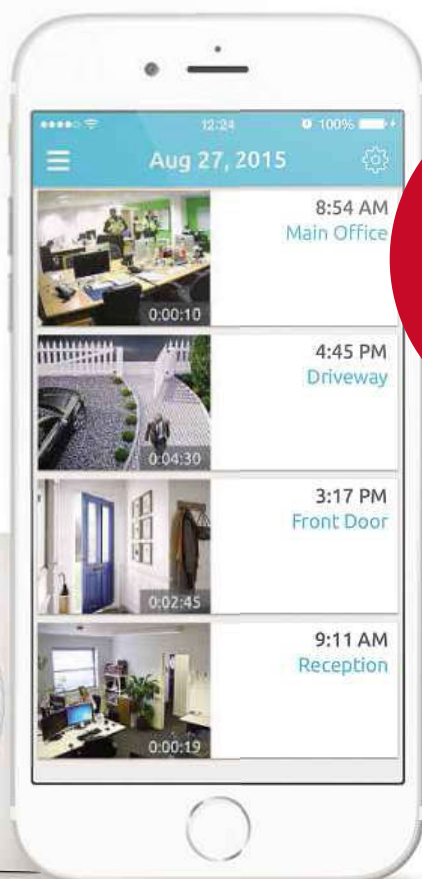 12:24
100%
Aug 27, 2015
8:54 AM
Main Office
0:00:10
4:45 PM
Driveway
0:04:30
3:17 PM
Front Door
0:02:45
9:11 AM
Reception
0:00:19